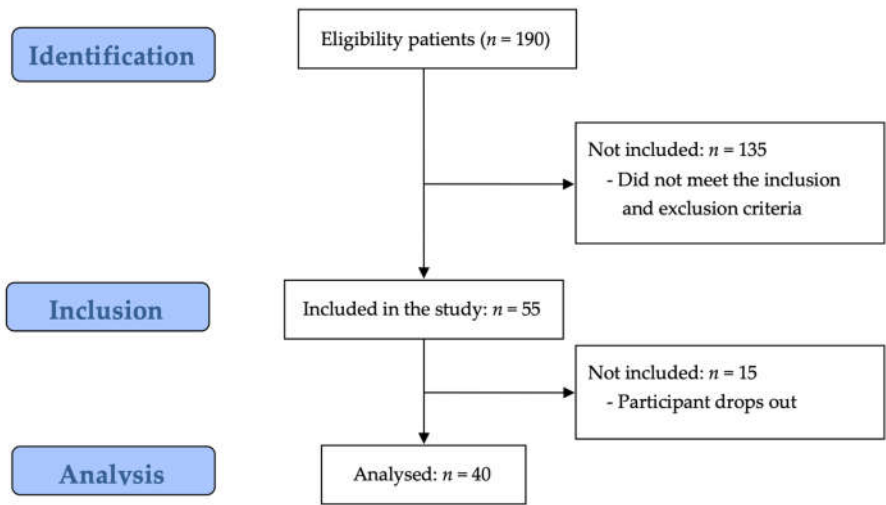 Identification
Eligibility patients (n = 190)
Not included: n = 135
- Did not meet the inclusion
and exclusion criteria
Inclusion
Included in the study: n = 55
Not included: n = 15
- Participant drops out
Analysis
Analysed: n = 40